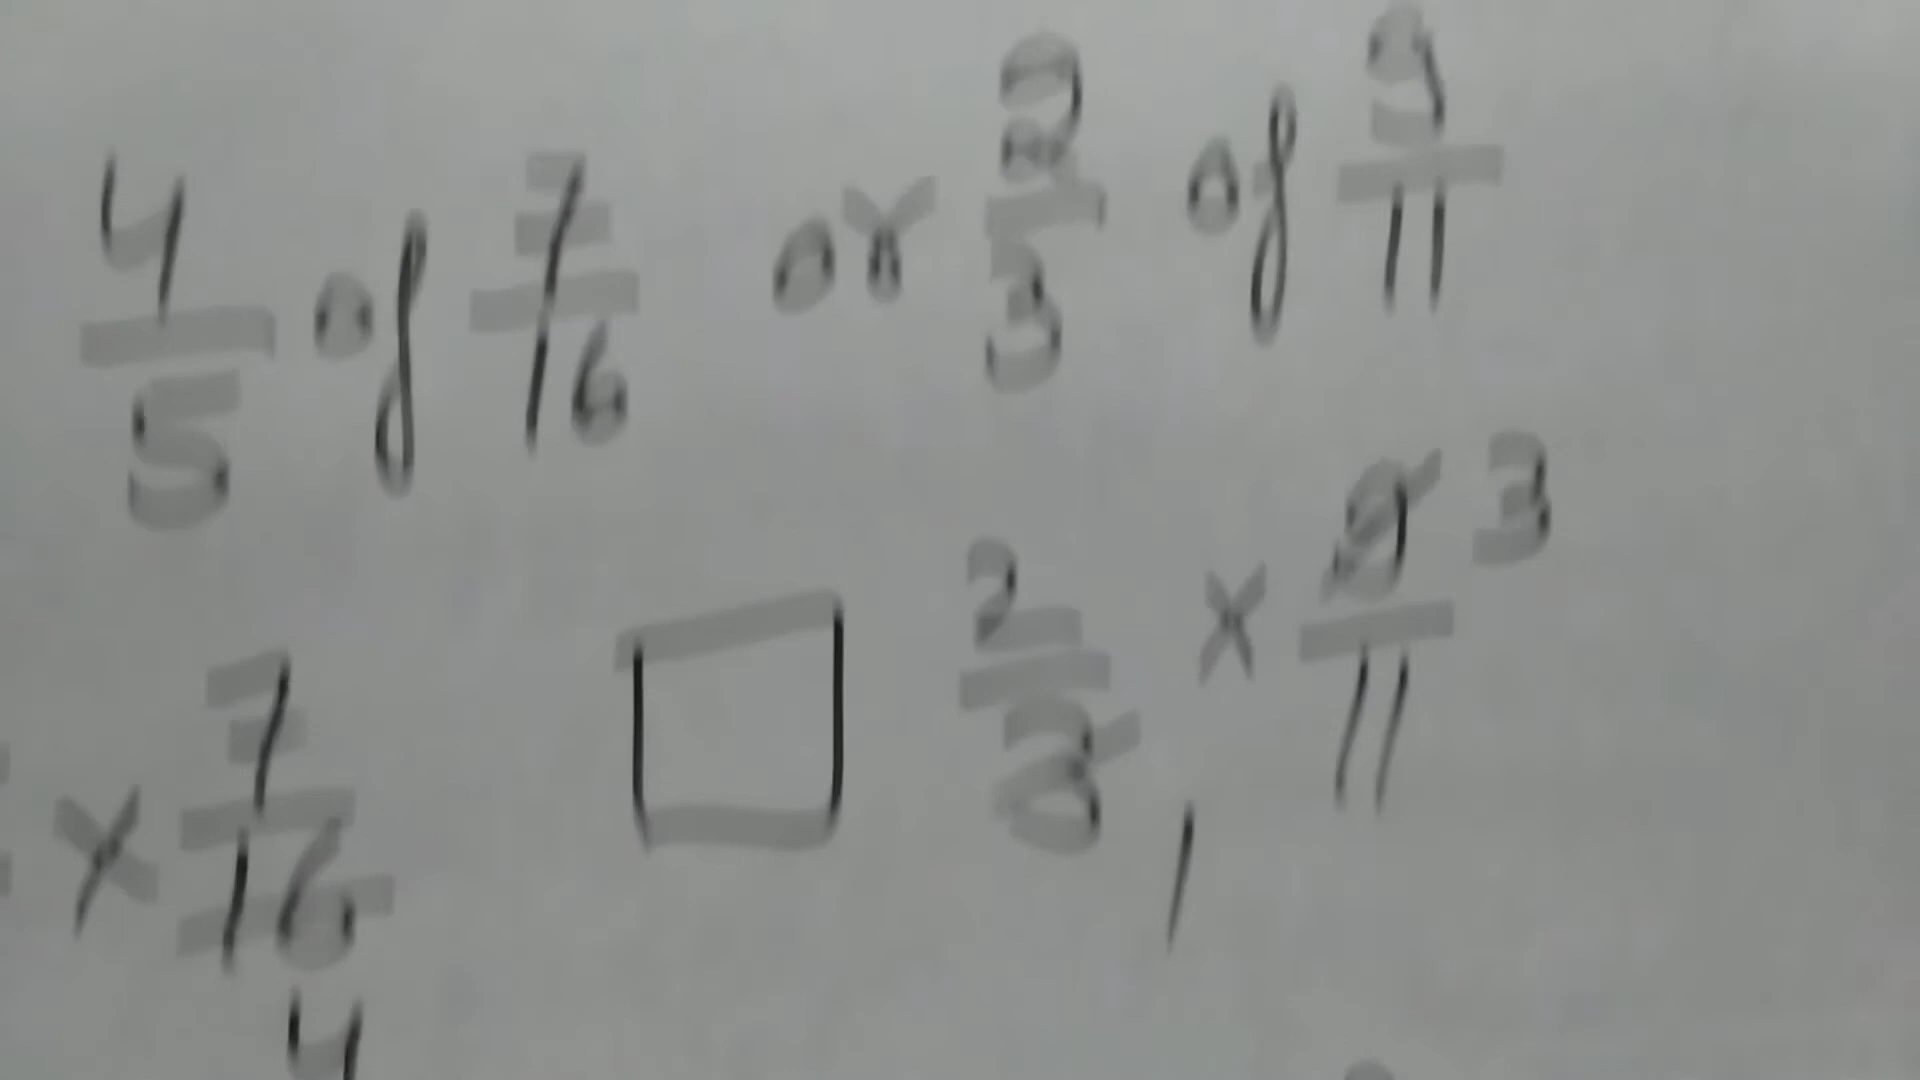 4/5 of 7/16 or 2/3 of 9/11
× 7/16 4 □ 2/3 1 × 9/11 3